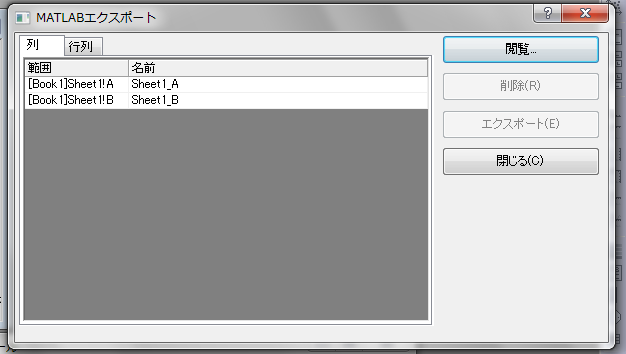 MATLABエクスポート
列 行列
範囲 名前
[Book1]Sheet1!A Sheet1_A
[Book1]Sheet1!B Sheet1_B
閲覧...
削除(R)
エクスポート(E)
閉じる(C)